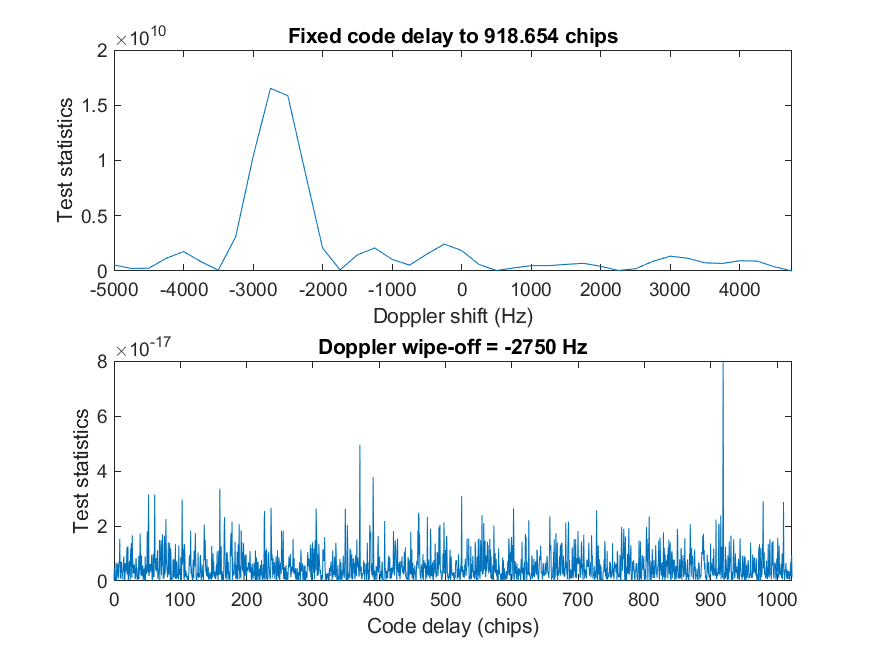 ×10^10
Fixed code delay to 918.654 chips
2
1.5
1
0.5
0
Test statistics
-5000 -4000 -3000 -2000 -1000 0 1000 2000 3000 4000
Doppler shift (Hz)
×10^-17
Doppler wipe-off = -2750 Hz
8
6
4
2
0
Test statistics
0 100 200 300 400 500 600 700 800 900 1000
Code delay (chips)